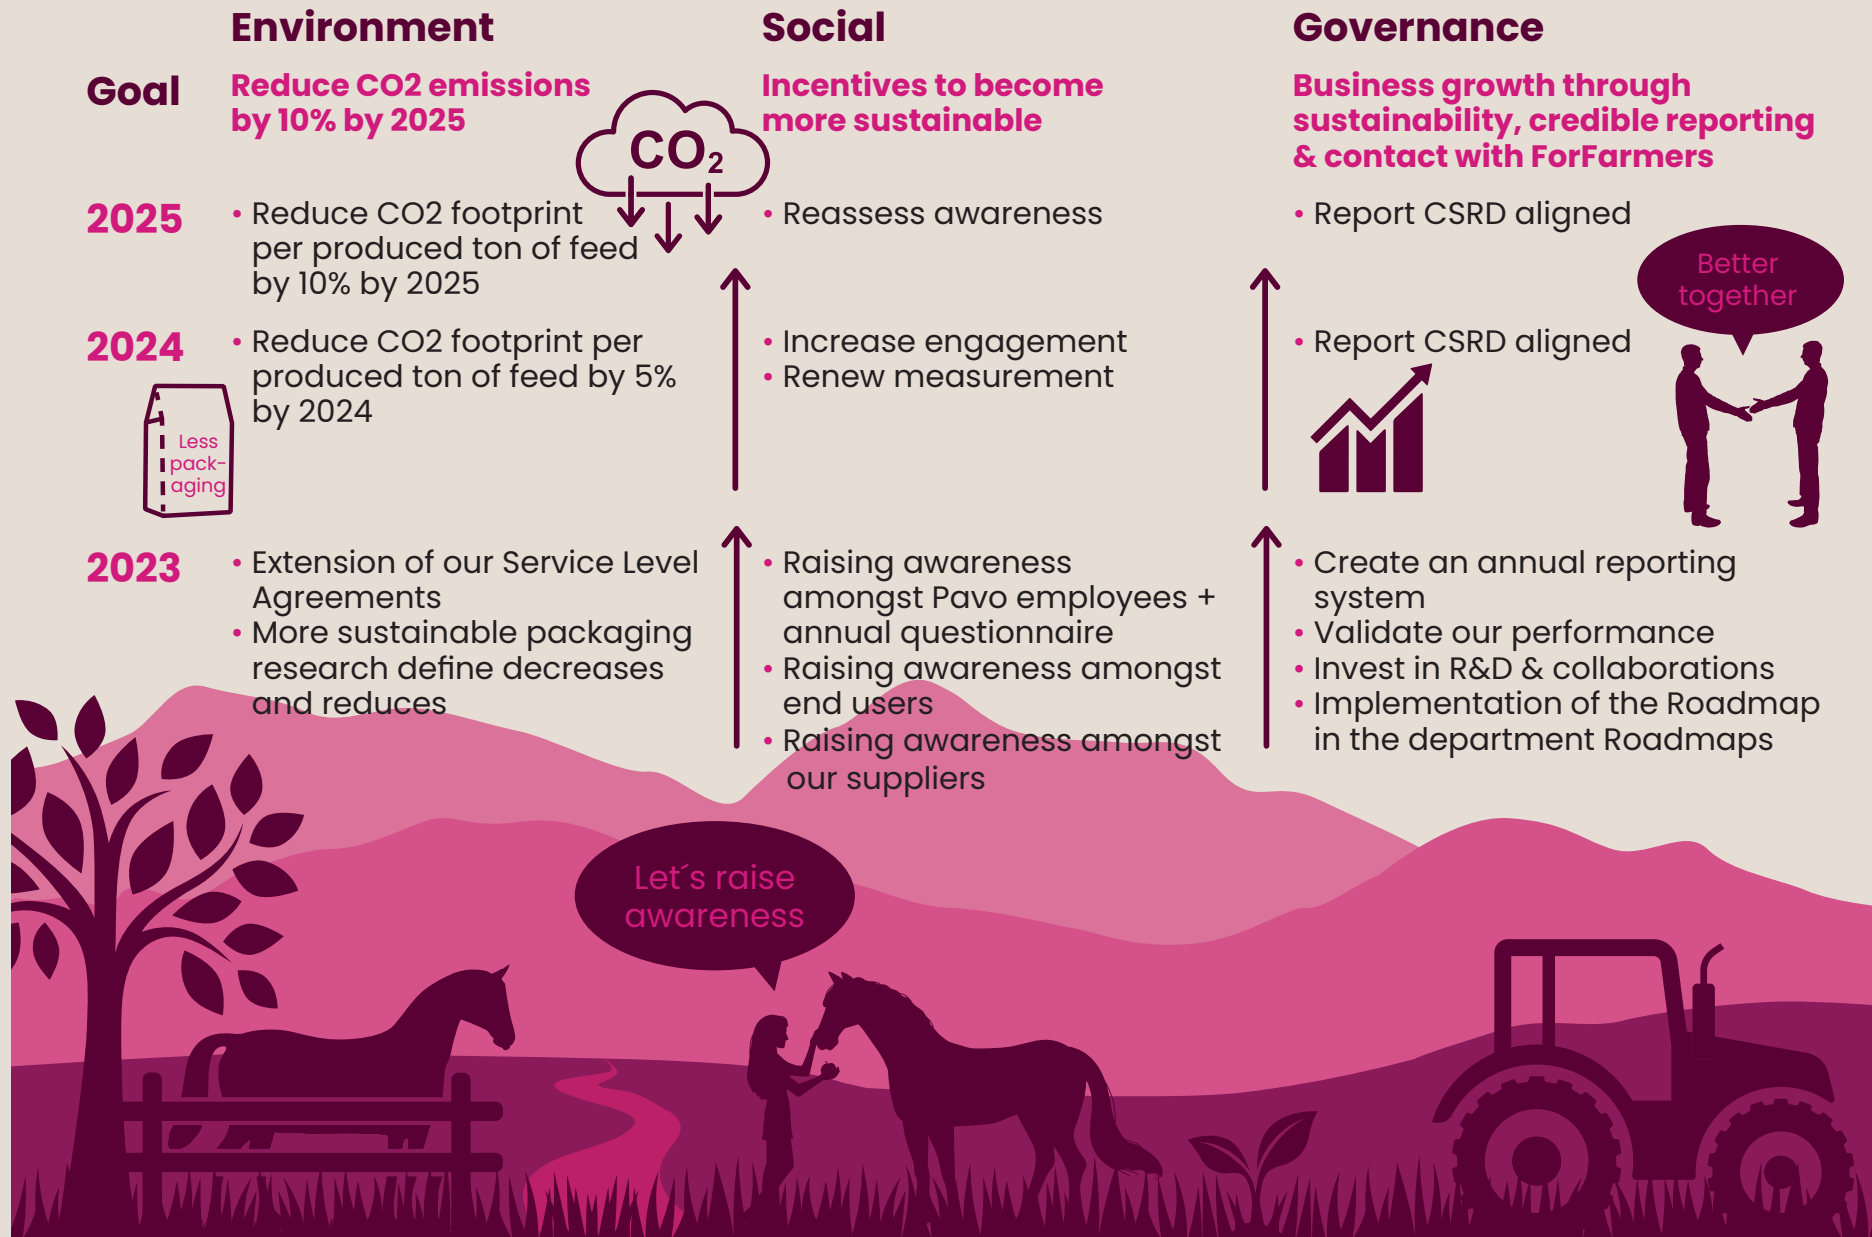 Environment
Social
Governance
Goal
Reduce CO2 emissions
by 10% by 2025
Incentives to become
more sustainable
Business growth through
sustainability, credible reporting
& contact with ForFarmers
CO₂
2025
• Reduce CO2 footprint
per produced ton of feed
by 10% by 2025
• Reassess awareness
• Report CSRD aligned
Better
together
2024
• Reduce CO2 footprint per
produced ton of feed by 5%
by 2024
• Increase engagement
• Renew measurement
• Report CSRD aligned
Less
pack-
aging
2023
• Extension of our Service Level
Agreements
• More sustainable packaging
research define decreases
and reduces
• Raising awareness
amongst Pavo employees +
annual questionnaire
• Raising awareness amongst
end users
• Raising awareness amongst
our suppliers
• Create an annual reporting
system
• Validate our performance
• Invest in R&D & collaborations
• Implementation of the Roadmap
in the department Roadmaps
Let´s raise
awareness